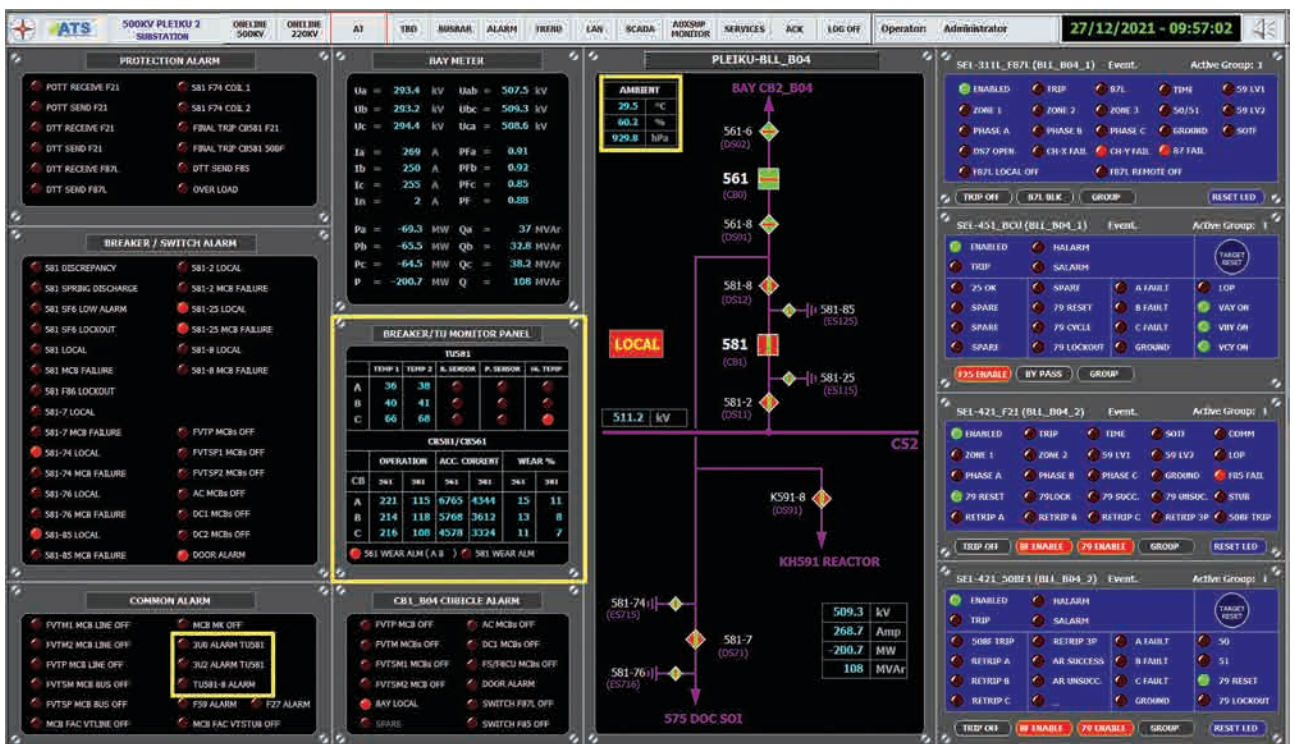 ATS
500KV PLEIKU 2
SUBSTATION
ONELINE
500KV
ONELINE
220KV
AT
TBD
BUSBAR
ALARM
TREND
LAN
SCADA
AUXSUP
MONITOR
SERVICES
ACK
LOG OFF
Operator:
Administrator
27/12/2021 - 09:57:02
PROTECTION ALARM
POTT RECEIVE F21
581 F74 COIL 1
POTT SEND F21
581 F74 COIL 2
DTT RECEIVE F21
FINAL TRIP CB581 F21
DTT SEND F21
FINAL TRIP CB581 50BF
DTT RECEIVE F87L
DTT SEND F85
DTT SEND F87L
OVER LOAD
BREAKER / SWITCH ALARM
581 DISCREPANCY
581-2 LOCAL
581 SPRBIG DISCHARGE
581-2 MCB FAILURE
581 SF6 LOW ALARM
581-25 LOCAL
581 SF6 LOCKOUT
581-25 MCB FAILURE
581 LOCAL
581-8 LOCAL
581 MCB FAILURE
581-8 MCB FAILURE
581 F86 LOCKOUT
581-7 LOCAL
581-7 MCB FAILURE
FVTP MCBs OFF
581-74 LOCAL
FVTSP1 MCBs OFF
581-74 MCB FAILURE
FVTSP2 MCBs OFF
581-76 LOCAL
AC MCBs OFF
581-76 MCB FAILURE
DC1 MCBs OFF
581-85 LOCAL
DC2 MCBs OFF
581-85 MCB FAILURE
DOOR ALARM
COMMON ALARM
FVTM1 MCB LINE OFF
MCB MK OFF
FVTM2 MCB LINE OFF
3U0 ALARM TU581
FVTP MCB LINE OFF
3U2 ALARM TU581
FVTSM MCB BUS OFF
TU581-8 ALARM
FVTSP MCB BUS OFF
F59 ALARM
F27 ALARM
MCB FAC VTLINE OFF
MCB FAC VTSTUB OFF
BAY METER
Ua = 293.4 kV Uab = 507.5 kV
Ub = 293.2 kV Ubc = 509.3 kV
Uc = 294.4 kV Uca = 508.6 kV
Ia = 269 A PFa = 0.91
Ib = 250 A PFb = 0.92
Ic = 255 A PFc = 0.85
In = 2 A PF = 0.88
Pa = -69.3 MW Qa = 37 MVAr
Pb = -65.5 MW Qb = 32.8 MVAr
Pc = -64.5 MW Qc = 38.2 MVAr
P = -200.7 MW Q = 108 MVAr
BREAKER/TU MONITOR PANEL
TU581
TEMP 1 TEMP 2 R. SENSOR P. SENSOR HI. TEMP
A 36 38
B 40 41
C 66 68
CB581/CB561
OPERATION ACC. CURRENT WEAR %
CB 561 581 561 581 561 581
A 221 115 6765 4344 15 11
B 214 118 5768 3612 13 8
C 216 108 4578 3324 11 7
561 WEAR ALM ( A B )
581 WEAR ALM
CB1_B04 CUBICLE ALARM
FVTP MCB OFF
AC MCBs OFF
FVTM MCBs OFF
DC1 MCBs OFF
FVTSM1 MCBs OFF
FS/FBCU MCBs OFF
FVTSM2 MCB OFF
DOOR ALARM
BAY LOCAL
SWITCH F87L OFF
SPARE
SWITCH F85 OFF
PLEIKU-BLL_B04
AMBIENT
29.5 °C
60.2 %
929.8 hPa
BAY CB2_B04
561-6
(DS02)
561
(CB0)
561-8
(DS01)
581-8
(DS12)
581-85
(ES125)
LOCAL
581
(CB1)
581-25
(ES115)
581-2
(DS11)
511.2 kV
C52
K591-8
(DS91)
KH591 REACTOR
581-74
(ES715)
581-7
(DS71)
581-76
(ES716)
509.3 kV
268.7 Amp
-200.7 MW
108 MVAr
575 DOC SOI
SEL-311L_F87L (BLL_B04_1) Event. Active Group: 1
ENABLED TRIP 87L TIME 59 LV1
ZONE 1 ZONE 2 ZONE 3 50/51 59 LV2
PHASE A PHASE B PHASE C GROUND SOTF
DS7 OPEN. CH-X FAIL CH-Y FAIL 87 FAIL
F87L LOCAL OFF F87L REMOTE OFF
TRIP OFF 87L BLK GROUP RESET LED
SEL-451_BCU (BLL_B04_1) Event. Active Group: 1
ENABLED HALARM
TARGET RESET
TRIP SALARM
25 OK SPARE A FAULT LOP
SPARE 79 RESET B FAULT VAY ON
SPARE 79 CYCLE C FAULT VBY ON
SPARE 79 LOCKOUT GROUND VCY ON
F25 ENABLE BY PASS GROUP
SEL-421_F21 (BLL_B04_2) Event. Active Group: 1
ENABLED TRIP TIME SOTF COMM
ZONE 1 ZONE 2 59 LV1 59 LV2 LOP
PHASE A PHASE B PHASE C GROUND F85 FAIL
79 RESET 79LOCK 79 SUCC. 79 UNSUC. STUB
RETRIP A RETRIP B RETRIP C RETRIP 3P 50BF TRIP
TRIP OFF BF ENABLE 79 ENABLE GROUP RESET LED
SEL-421_50BF1 (BLL_B04_2) Event. Active Group: 1
ENABLED HALARM
TARGET RESET
TRIP SALARM
50BF TRIP RETRIP 3P A FAULT 50
RETRIP A AR SUCCESS B FAULT 51
RETRIP B AR UNSUCC. C FAULT 79 RESET
RETRIP C _ GROUND 79 LOCKOUT
TRIP OFF BF ENABLE 79 ENABLE GROUP RESET LED